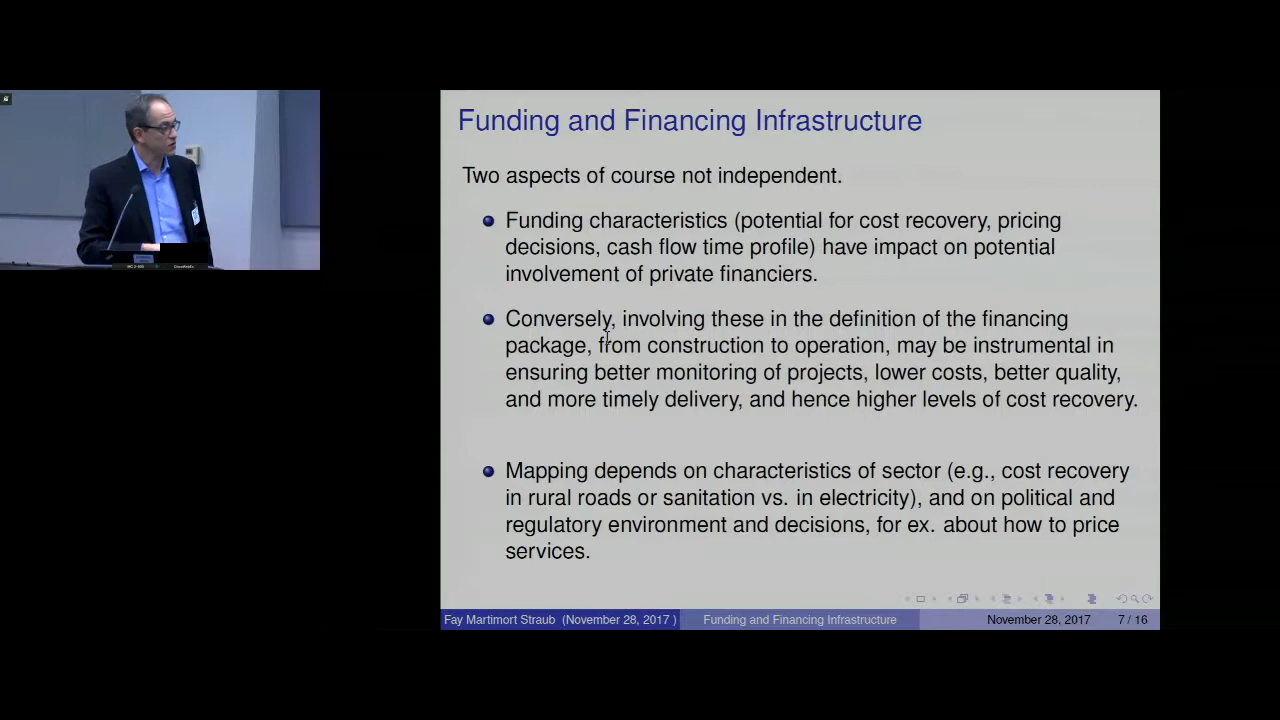 Funding and Financing Infrastructure
Two aspects of course not independent.
Funding characteristics (potential for cost recovery, pricing
decisions, cash flow time profile) have impact on potential
involvement of private financiers.
Conversely, involving these in the definition of the financing
package, from construction to operation, may be instrumental in
ensuring better monitoring of projects, lower costs, better quality,
and more timely delivery, and hence higher levels of cost recovery.
Mapping depends on characteristics of sector (e.g., cost recovery
in rural roads or sanitation vs. in electricity), and on political and
regulatory environment and decisions, for ex. about how to price
services.
Fay Martimort Straub (November 28, 2017 ) Funding and Financing Infrastructure November 28, 2017 7 / 16